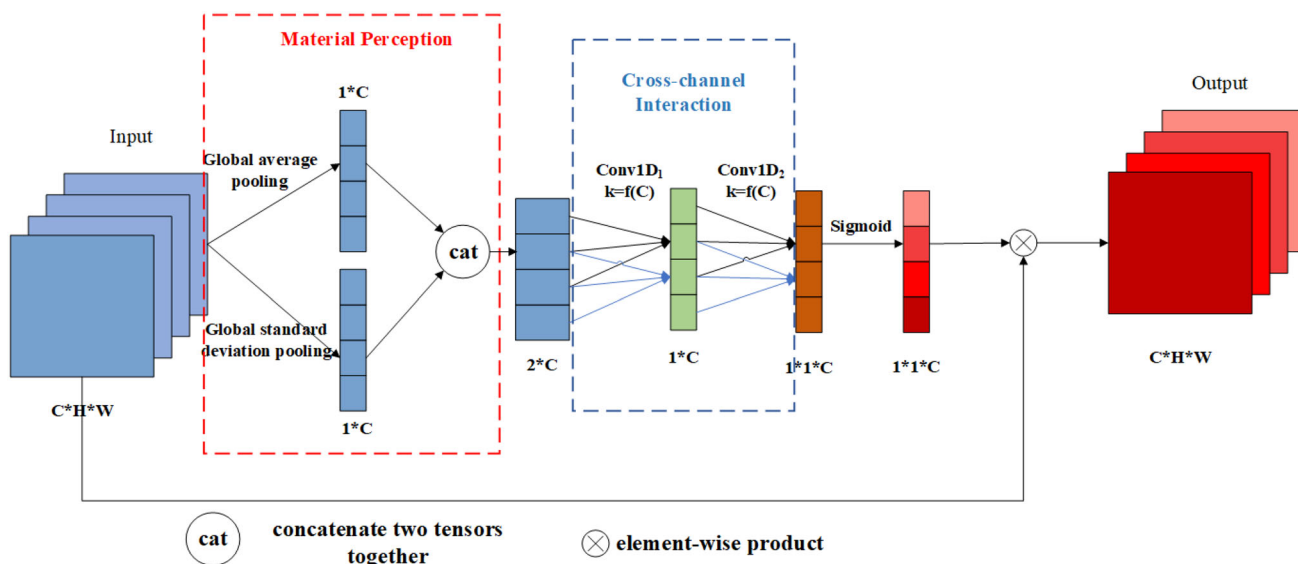 Material Perception
Input
1*C
Global average
pooling
Global standard
deviation pooling
1*C
C*H*W
cat
2*C
Cross-channel
Interaction
Conv1D₁
k=f(C)
Conv1D₂
k=f(C)
1*C
Sigmoid
1*1*C
1*1*C
Output
C*H*W
cat
concatenate two tensors
together
element-wise product